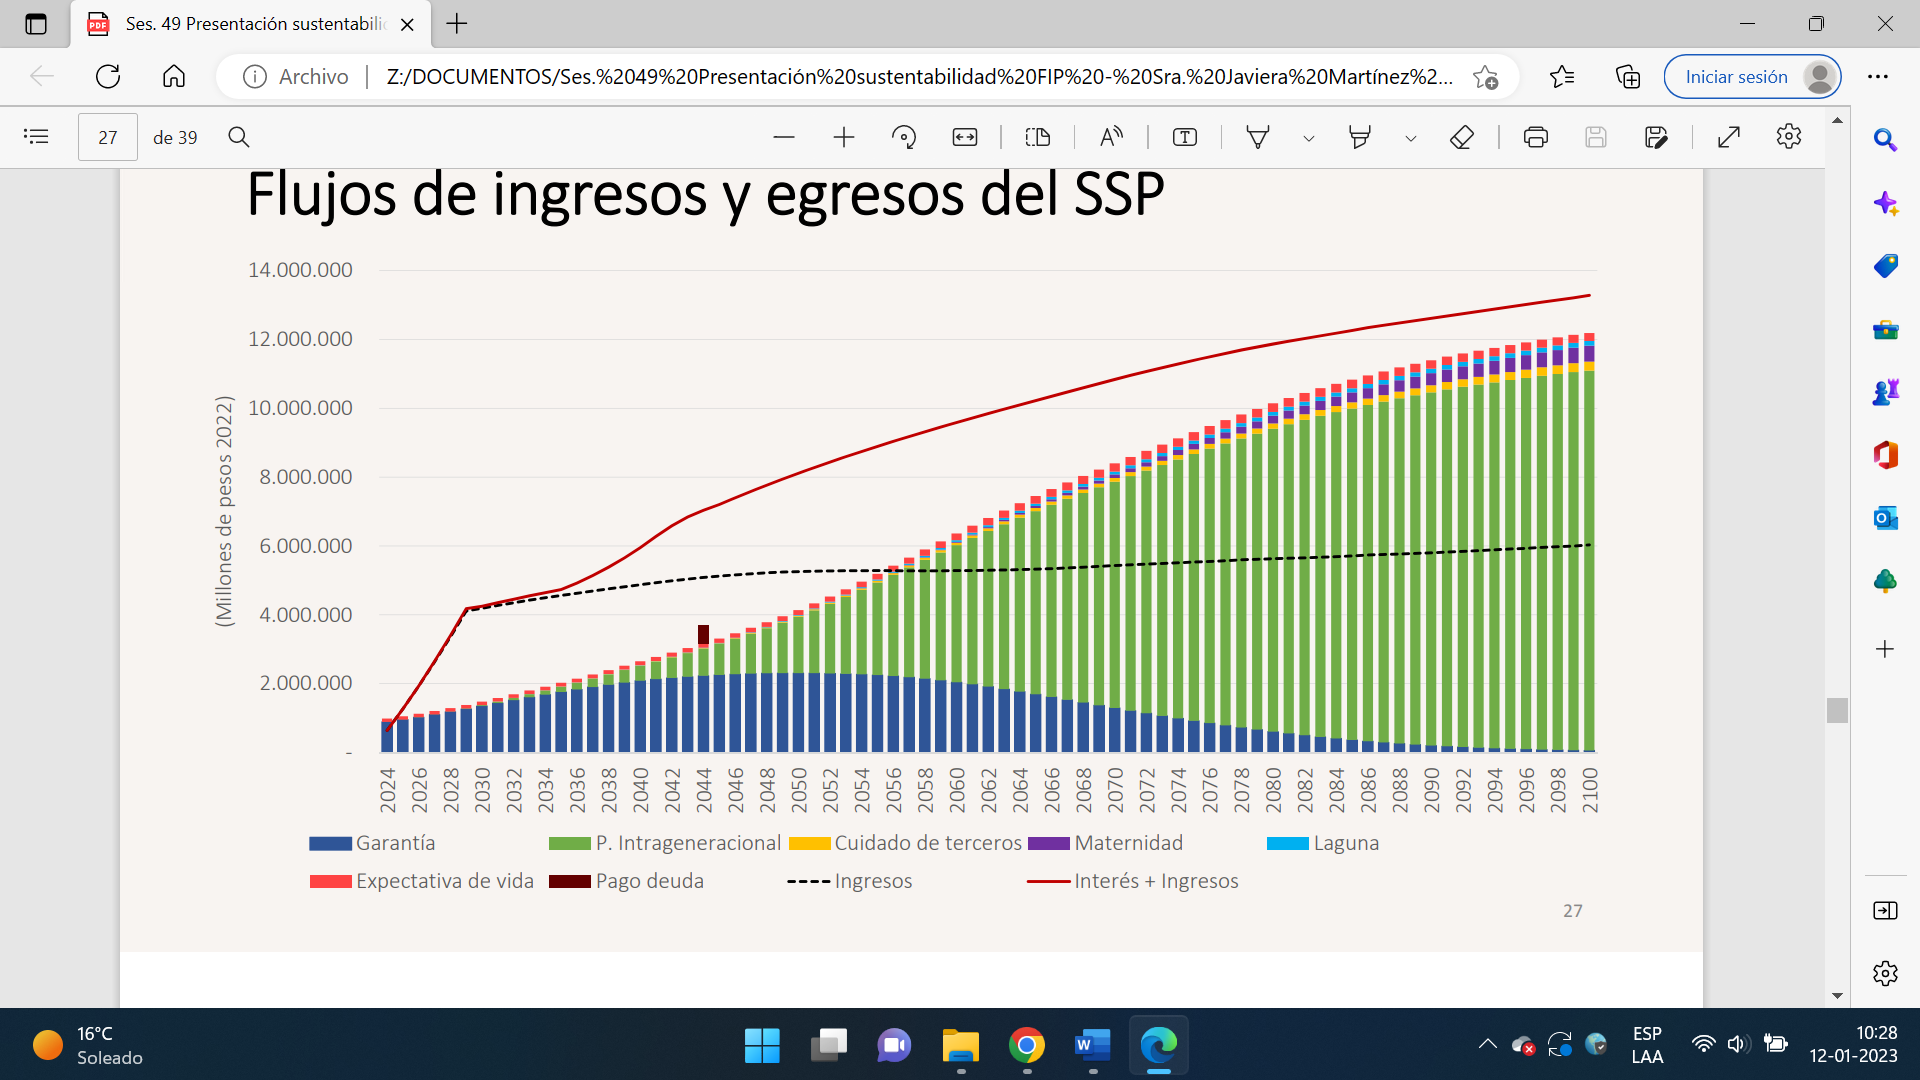 Ses. 49 Presentación sustentabili
Archivo
Z:/DOCUMENTOS/Ses.%2049%20Presentación%20sustentabilidad%20FIP%20-%20Sra.%20Javiera%20Martínez%2...
Iniciar sesión
27
de 39
Flujos de ingresos y egresos del SSP
(Millones de pesos 2022)
14.000.000
12.000.000
10.000.000
8.000.000
6.000.000
4.000.000
2.000.000
-
2024 2026 2028 2030 2032 2034 2036 2038 2040 2042 2044 2046 2048 2050 2052 2054 2056 2058 2060 2062 2064 2066 2068 2070 2072 2074 2076 2078 2080 2082 2084 2086 2088 2090 2092 2094 2096 2098 2100
Garantía P. Intrageneracional Cuidado de terceros Maternidad Laguna
Expectativa de vida Pago deuda Ingresos Interés + Ingresos
27
16°C
Soleado
ESP
LAA
10:28
12-01-2023